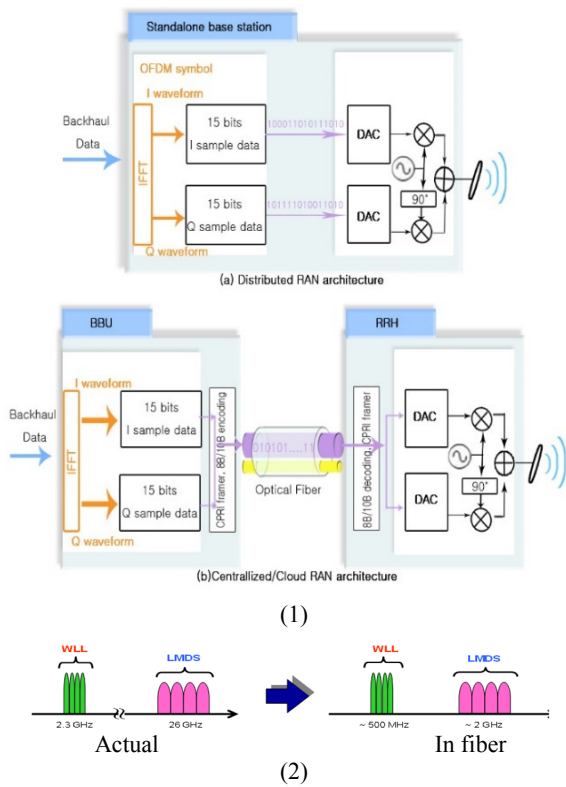 Standalone base station
OFDM symbol
I waveform
Backhaul
Data
IFFT
15 bits
I sample data
100011010111010
DAC
15 bits
Q sample data
101111010011010
DAC
90°
Q waveform
(a) Distributed RAN architecture
BBU
RRH
I waveform
Backhaul
Data
IFFT
15 bits
I sample data
15 bits
Q sample data
Q waveform
CPR framer, 8B/10B encoding
010101....11
Optical Fiber
8B/10B decoding, CPRI framer
DAC
DAC
90°
(b)Centrallized/Cloud RAN architecture
(1)
WLL
LMDS
2.3 GHz
26 GHz
Actual
WLL
LMDS
~ 500 MHz
~ 2 GHz
In fiber
(2)